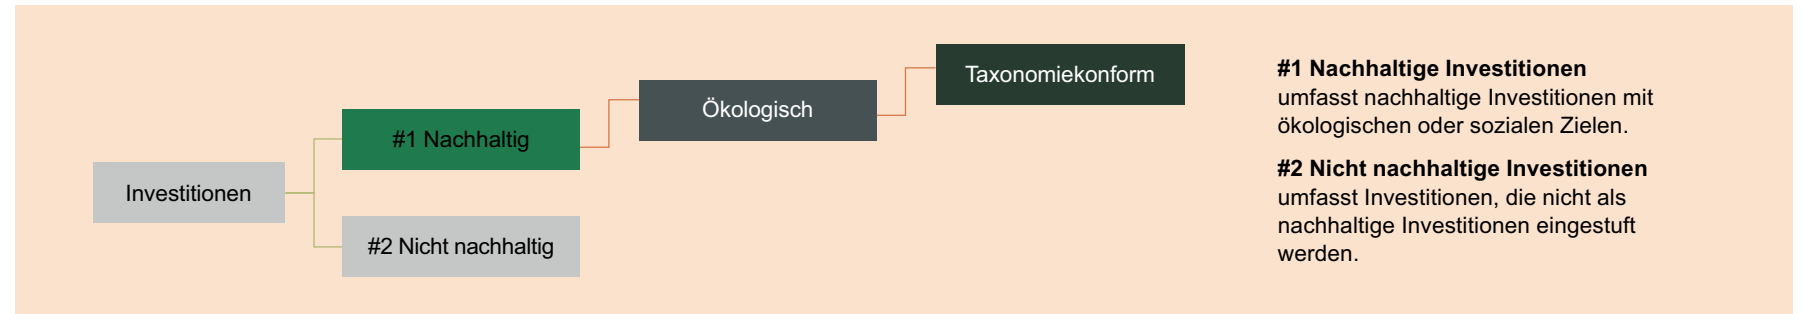 Investitionen
#1 Nachhaltig
#2 Nicht nachhaltig
Ökologisch
Taxonomiekonform
#1 Nachhaltige Investitionen
umfasst nachhaltige Investitionen mit
ökologischen oder sozialen Zielen.
#2 Nicht nachhaltige Investitionen
umfasst Investitionen, die nicht als
nachhaltige Investitionen eingestuft
werden.